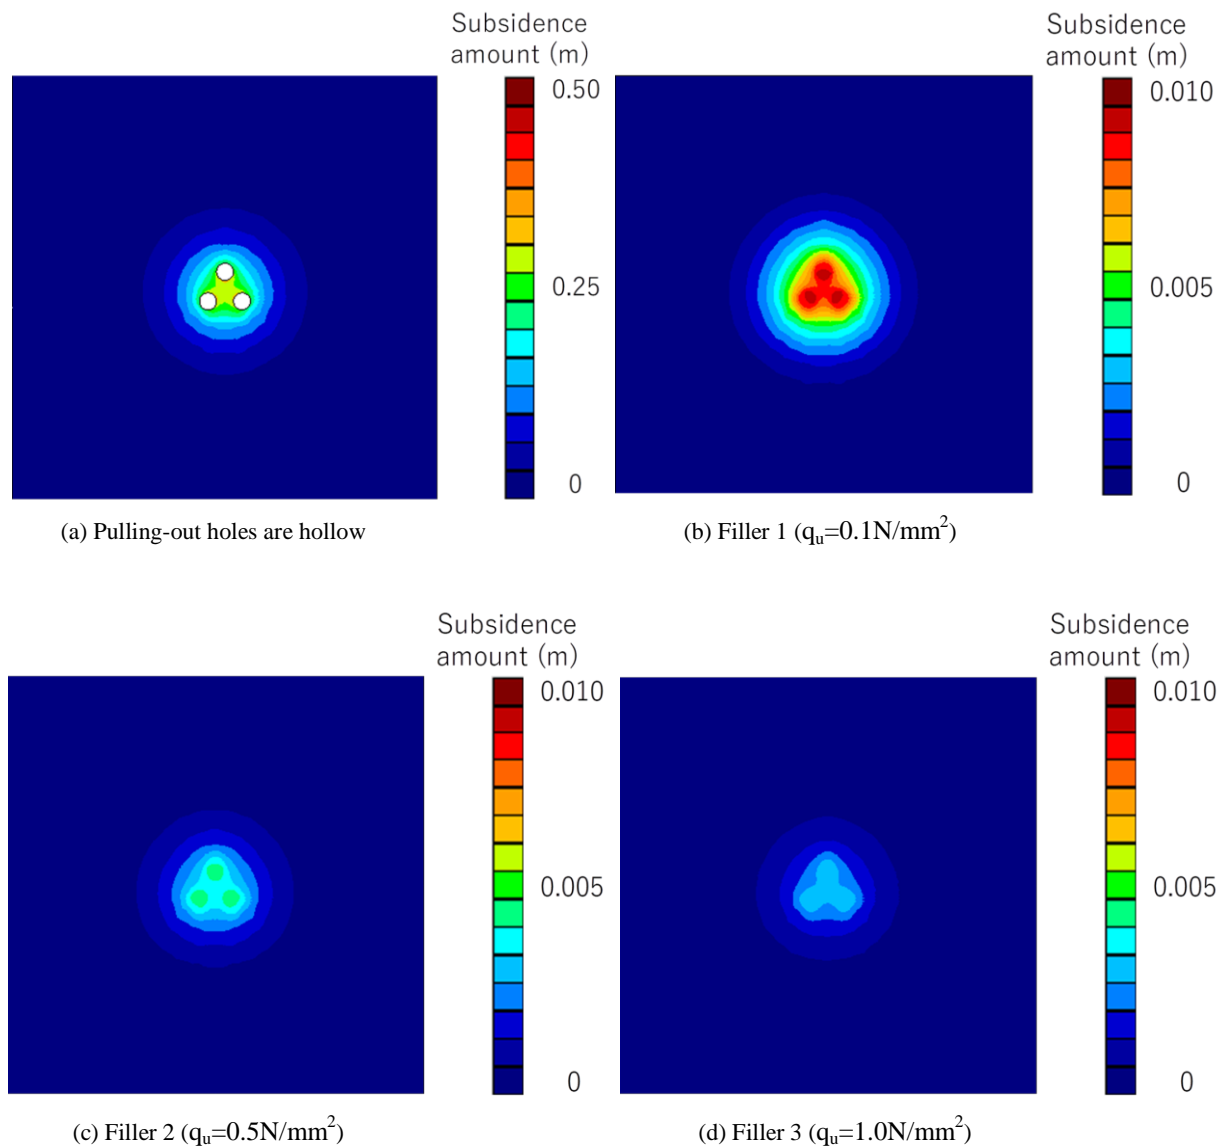 Subsidence
amount (m)
0.50
0.25
0
(a) Pulling-out holes are hollow
Subsidence
amount (m)
0.010
0.005
0
(b) Filler 1 (qu=0.1N/mm2)
Subsidence
amount (m)
0.010
0.005
0
(c) Filler 2 (qu=0.5N/mm2)
Subsidence
amount (m)
0.010
0.005
0
(d) Filler 3 (qu=1.0N/mm2)